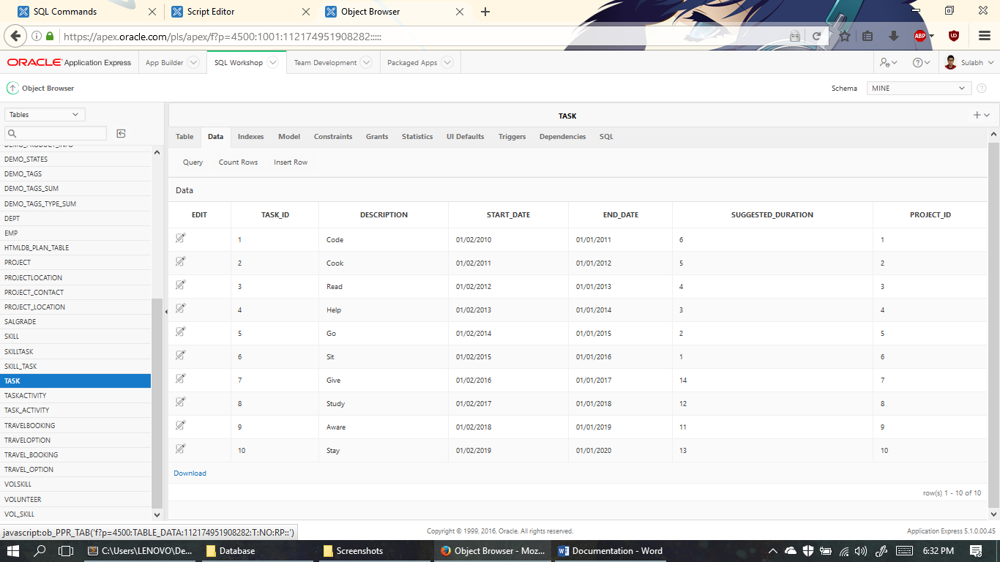 SQL Commands
Script Editor
Object Browser
https://apex.oracle.com/pls/apex/f?p=4500:1001:112174951908282:::::
ABP
ORACLE Application Express
App Builder
SQL Workshop
Team Development
Packaged Apps
Sulabh
Object Browser
Schema
MINE
Tables
TASK
Table Data Indexes Model Constraints Grants Statistics UI Defaults Triggers Dependencies SQL
Query Count Rows Insert Row
Data
DEMO_PRODUCT_INFO
DEMO_STATES
DEMO_TAGS
DEMO_TAGS_SUM
DEMO_TAGS_TYPE_SUM
DEPT
EMP
HTMLDB_PLAN_TABLE
PROJECT
PROJECTLOCATION
PROJECT_CONTACT
PROJECT_LOCATION
SALGRADE
SKILL
SKILLTASK
SKILL_TASK
TASK
TASKACTIVITY
TASK_ACTIVITY
TRAVELBOOKING
TRAVELOPTION
TRAVEL_BOOKING
TRAVEL_OPTION
VOLSKILL
VOLUNTEER
VOL_SKILL
EDIT TASK_ID DESCRIPTION START_DATE END_DATE SUGGESTED_DURATION PROJECT_ID
1 Code 01/02/2010 01/01/2011 6 1
2 Cook 01/02/2011 01/01/2012 5 2
3 Read 01/02/2012 01/01/2013 4 3
4 Help 01/02/2013 01/01/2014 3 4
5 Go 01/02/2014 01/01/2015 2 5
6 Sit 01/02/2015 01/01/2016 1 6
7 Give 01/02/2016 01/01/2017 14 7
8 Study 01/02/2017 01/01/2018 12 8
9 Aware 01/02/2018 01/01/2019 11 9
10 Stay 01/02/2019 01/01/2020 13 10
Download
row(s) 1 - 10 of 10
javascript:ob_PPR_TAB('f?p=4500:TABLE_DATA:112174951908282:T:NO:RP::')
Copyright © 1999, 2016, Oracle. All rights reserved.
Application Express 5.1.0.00.45
C:\Users\LENOVO\De...
Database
Screenshots
Object Browser - Moz...
Documentation - Word
6:32 PM